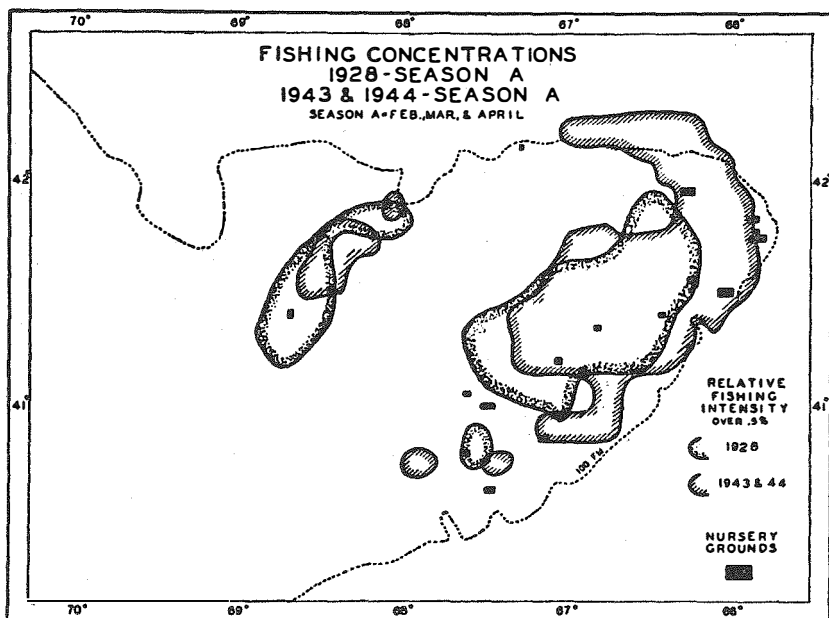 70° 69° 68° 67° 66°
FISHING CONCENTRATIONS
1928-SEASON A
1943 & 1944-SEASON A
SEASON A=FEB., MAR., & APRIL
42° 42°
41° 41°
RELATIVE
FISHING
INTENSITY
OVER .5%
1928
1943 & 44
100 FM
NURSERY
GROUNDS
70° 69° 68° 67° 66°